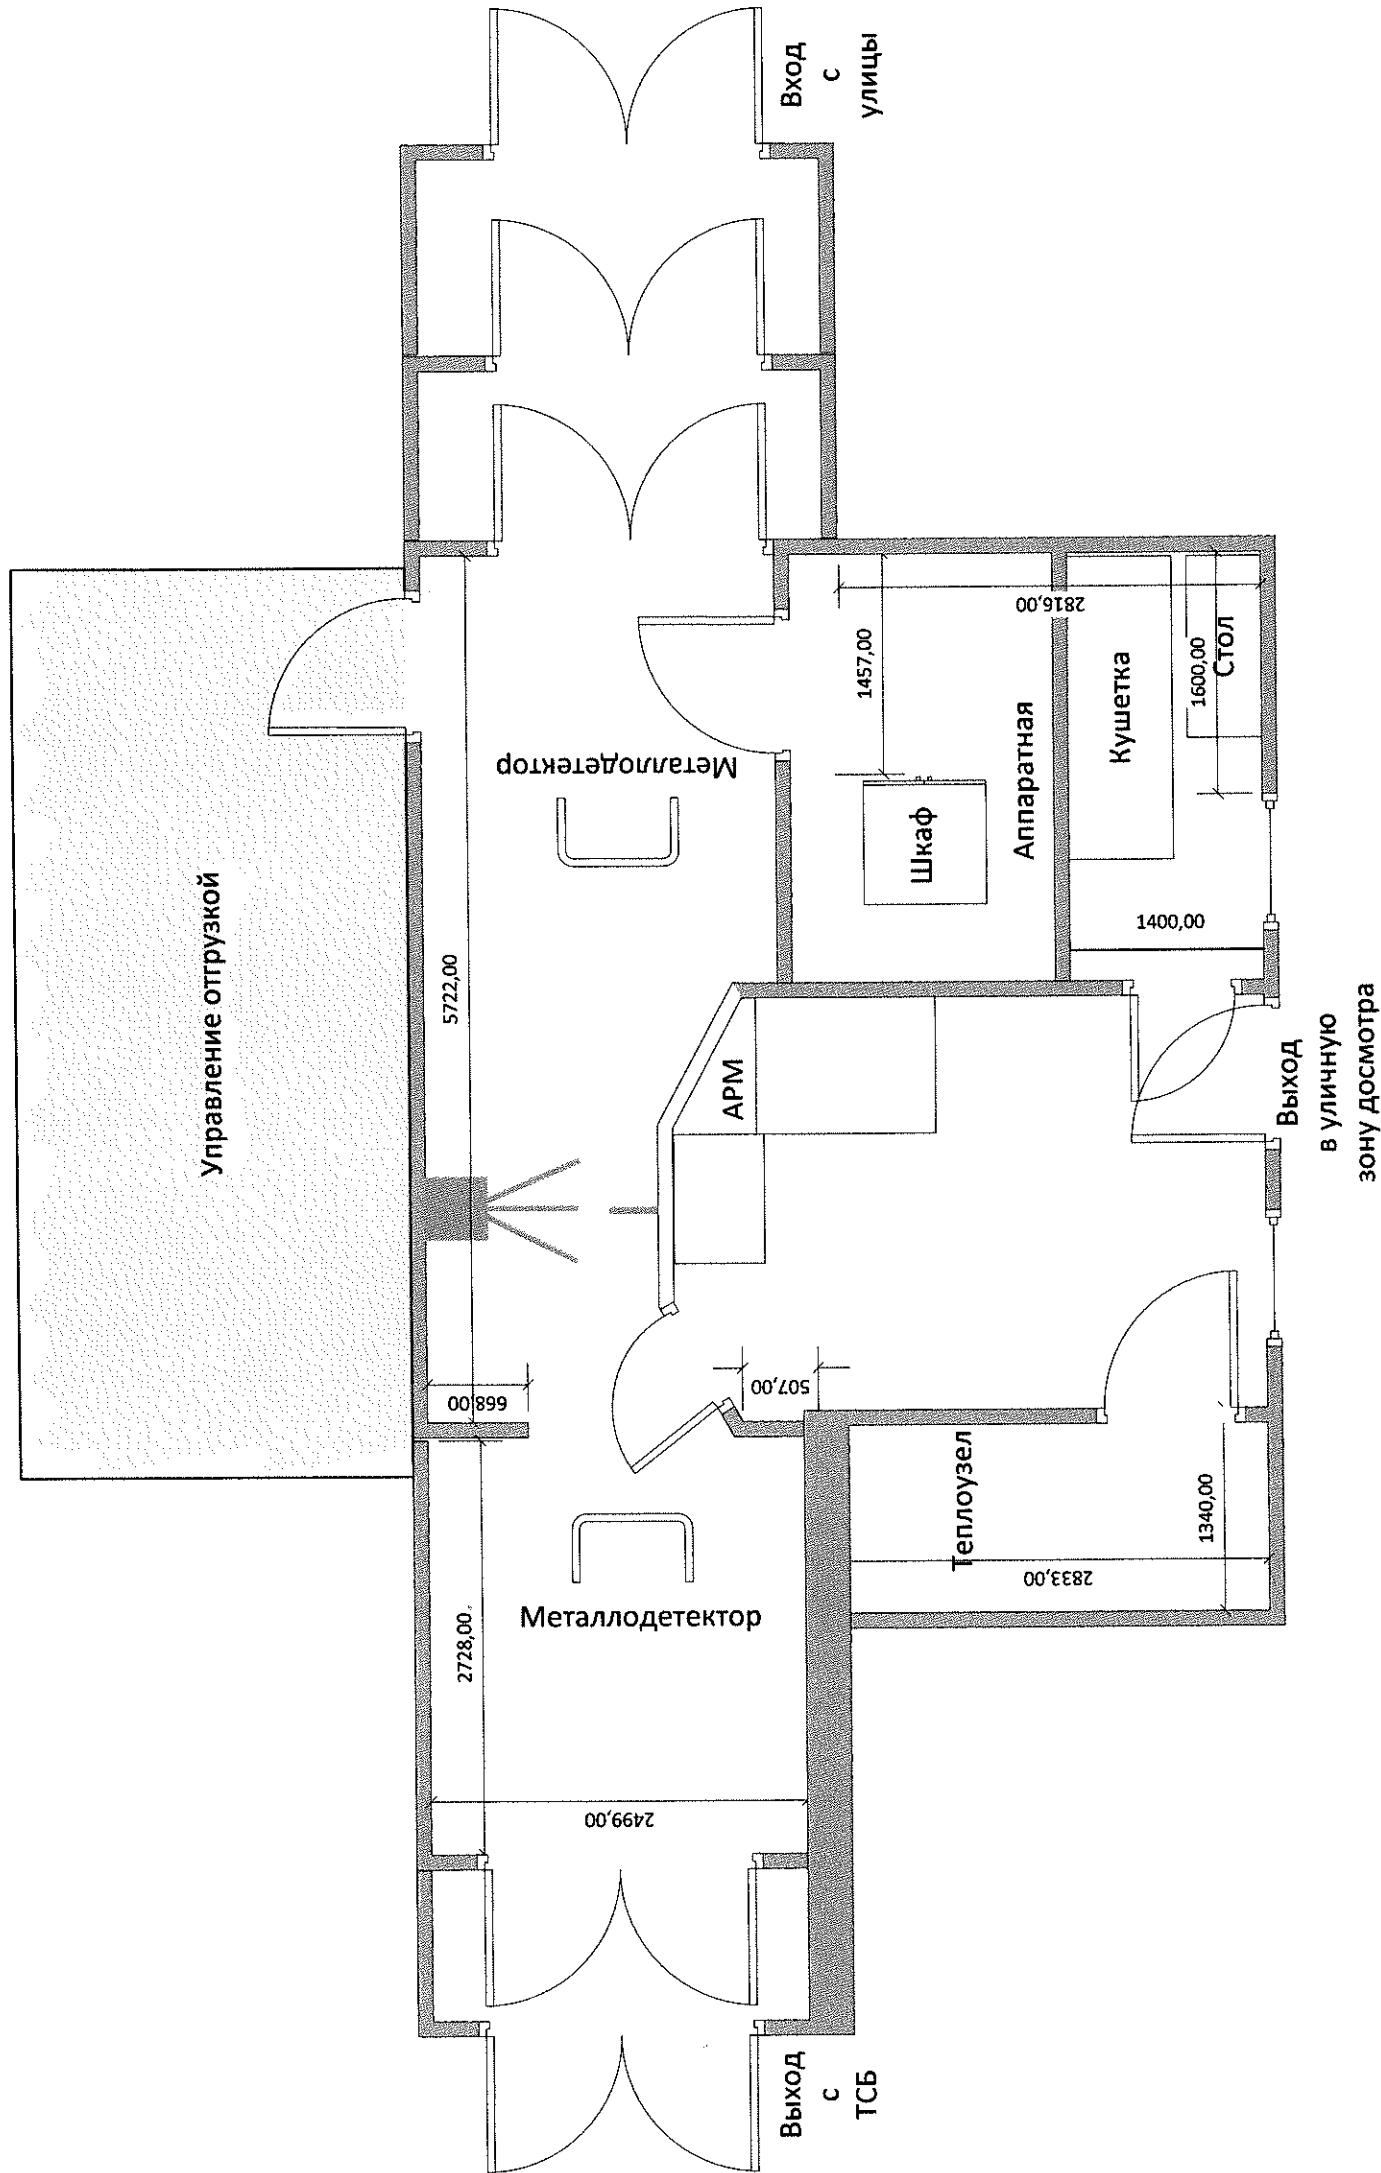 Управление отгрузкой
Вход
с
улицы
5722,00
Металлодетектор
1457,00
2816,00
Шкаф
Аппаратная
Кушетка
1600,00
Стол
1400,00
АРМ
668,00
507,00
Выход
в уличную
зону досмотра
2728,00
Металлодетектор
Теплоузел
1340,00
2833,00
2499,00
Выход
с
ТСБ